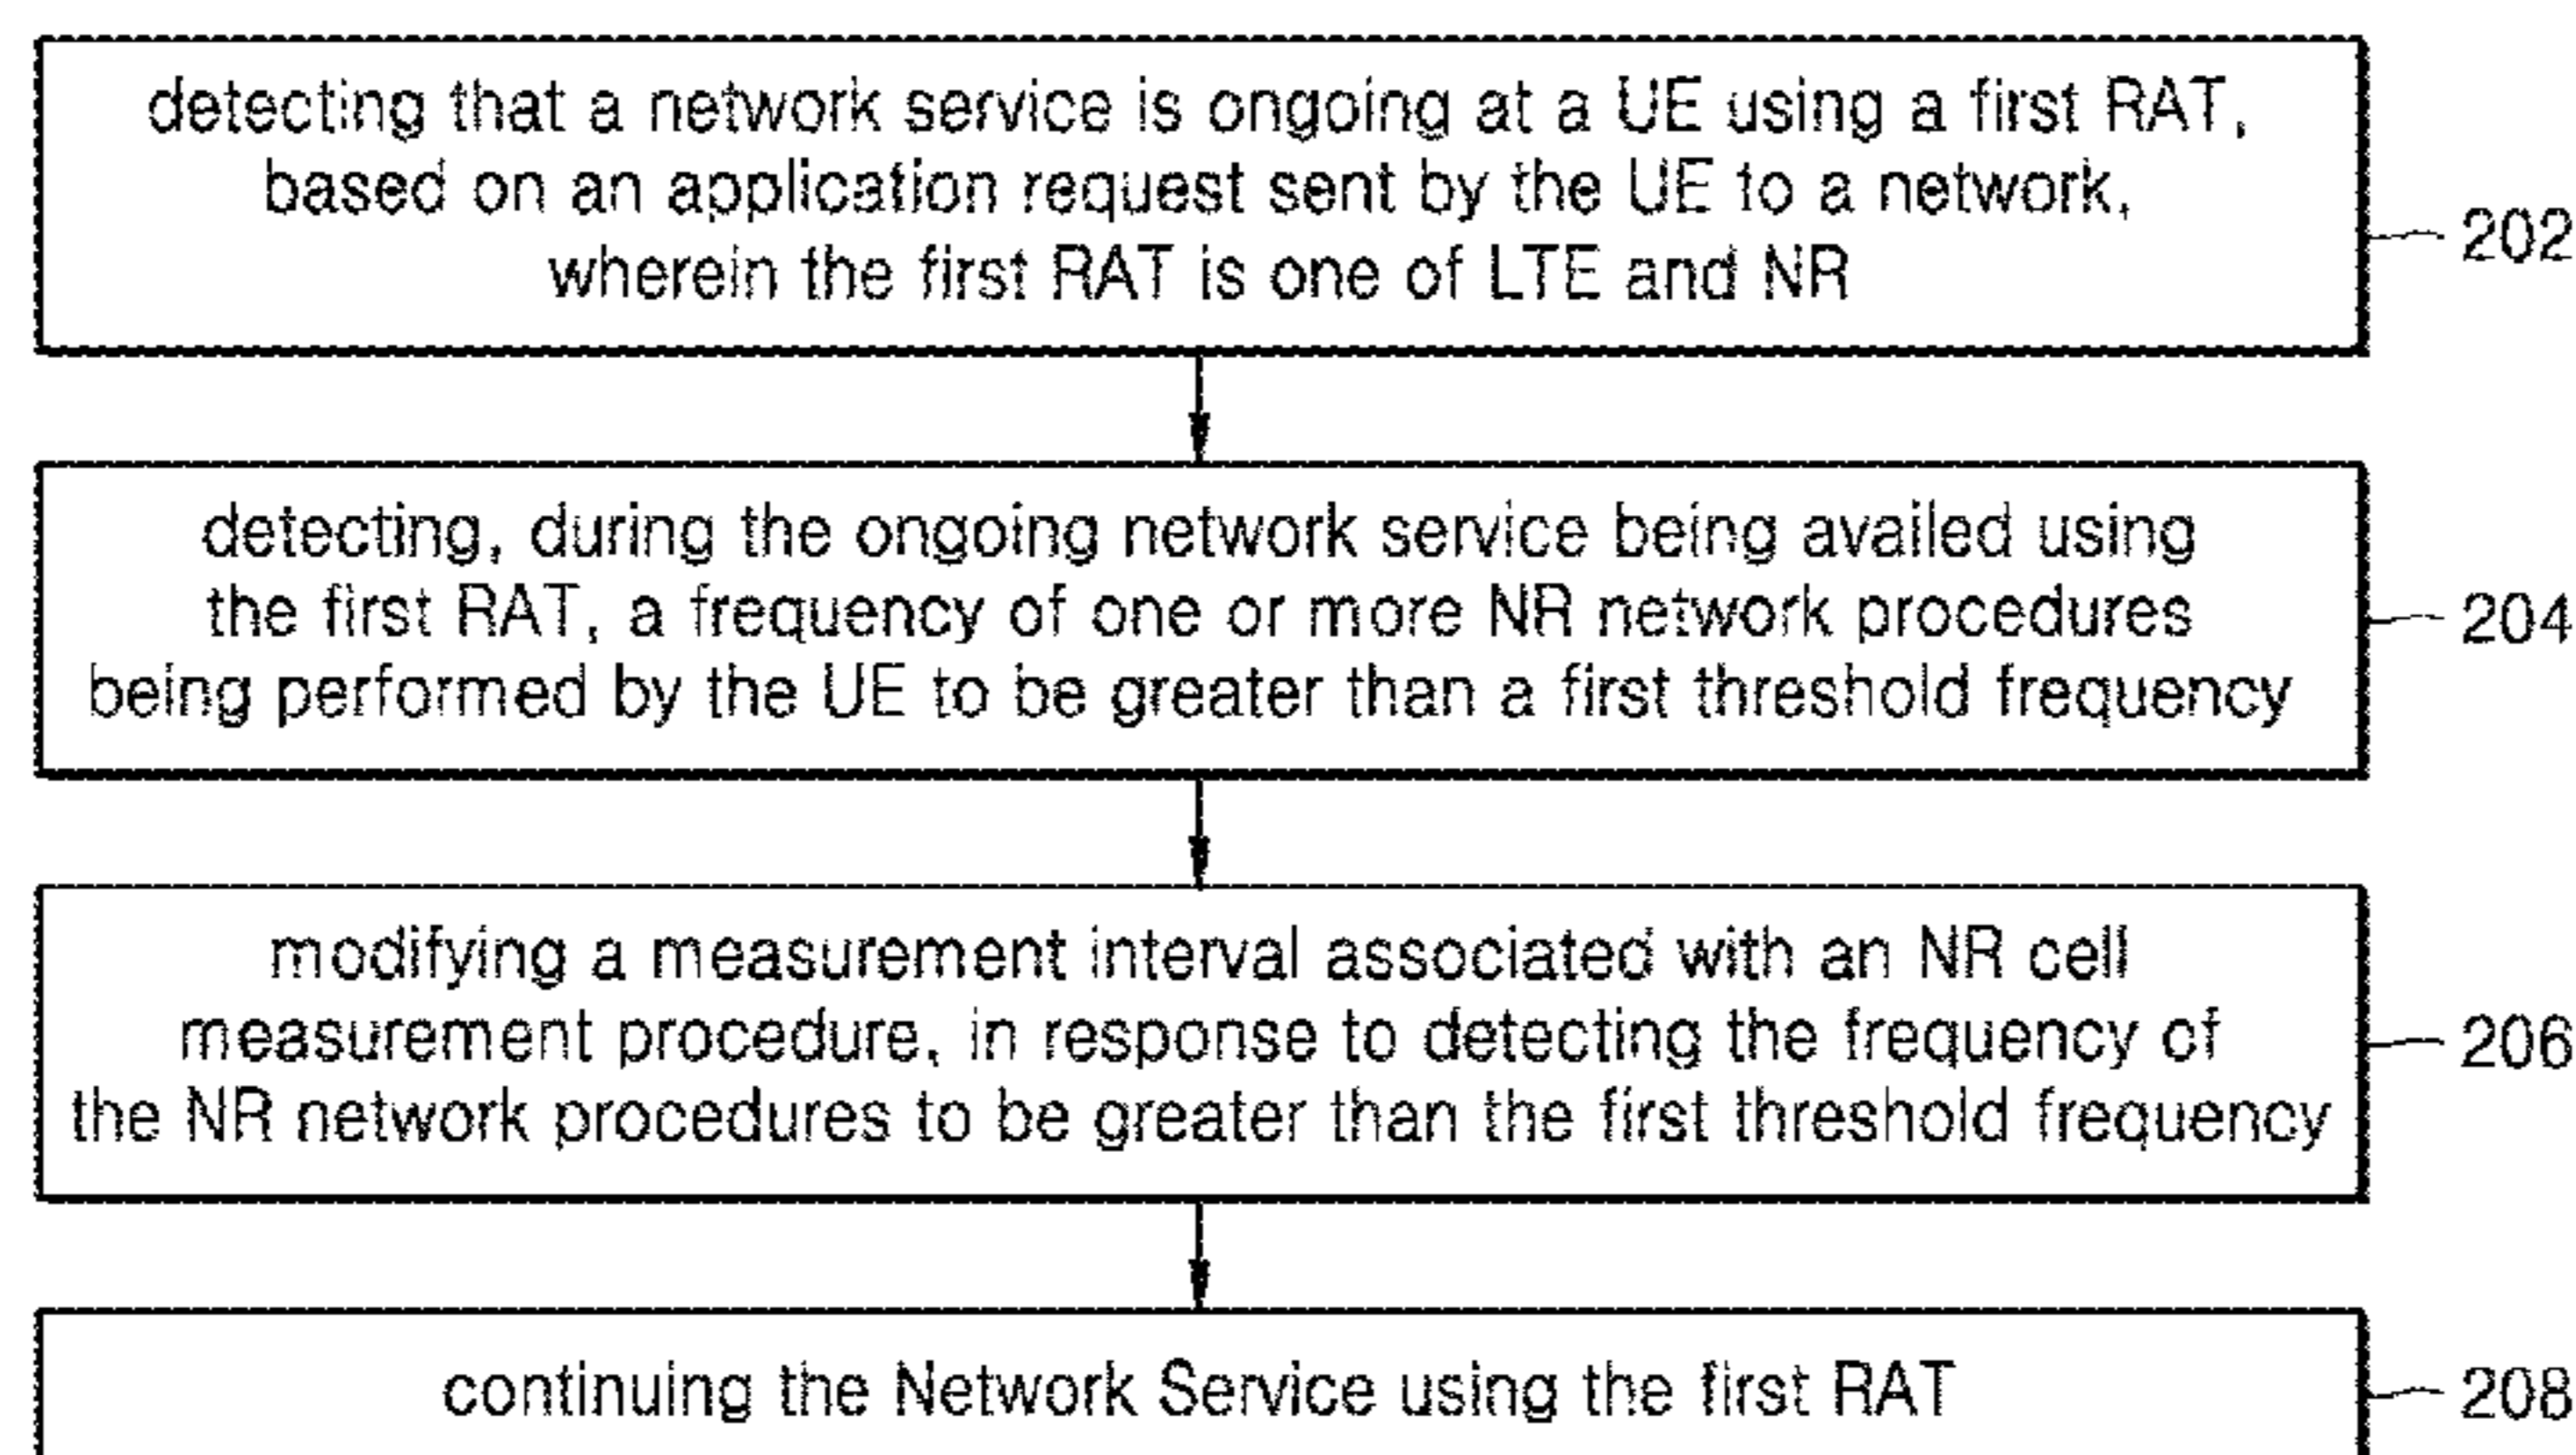 detecting that a network service is ongoing at a UE using a first RAT,
based on an application request sent by the UE to a network,
wherein the first RAT is one of LTE and NR
202
detecting, during the ongoing network service being availed using
the first RAT, a frequency of one or more NR network procedures
being performed by the UE to be greater than a first threshold frequency
204
modifying a measurement interval associated with an NR cell
measurement procedure, in response to detecting the frequency of
the NR network procedures to be greater than the first threshold frequency
206
continuing the Network Service using the first RAT
208